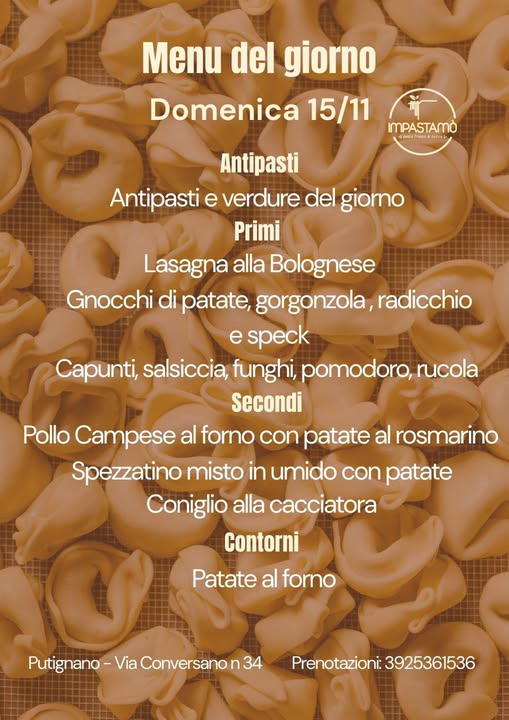 Menu del giorno
Domenica 15/11
IMPASTAMÒ
Antipasti
Antipasti e verdure del giorno
Primi
Lasagna alla Bolognese
Gnocchi di patate, gorgonzola , radicchio
e speck
Capunti, salsiccia, funghi, pomodoro, rucola
Secondi
Pollo Campese al forno con patate al rosmarino
Spezzatino misto in umido con patate
Coniglio alla cacciatora
Contorni
Patate al forno
Putignano - Via Conversano n 34 Prenotazioni: 3925361536